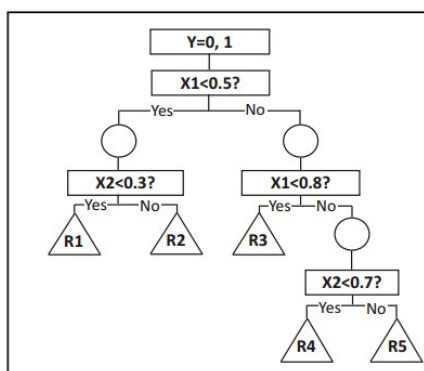 Y=0, 1
X1<0.5?
Yes No
X2<0.3? X1<0.8?
Yes No Yes No
R1 R2 R3
X2<0.7?
Yes No
R4 R5